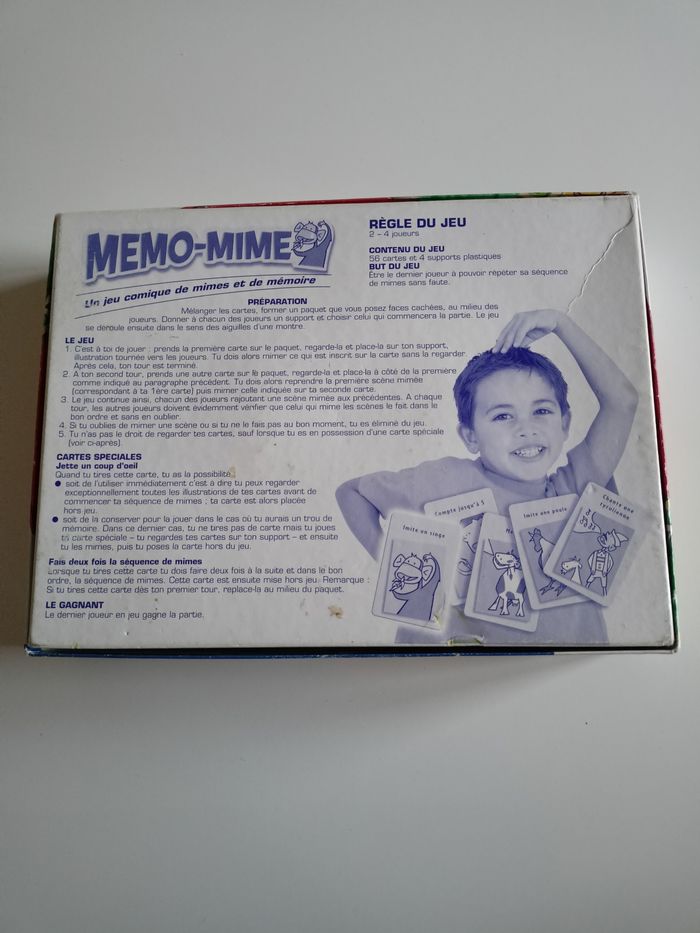 MEMO-MIME
Un jeu comique de mimes et de mémoire
RÈGLE DU JEU
2 – 4 joueurs
CONTENU DU JEU
56 cartes et 4 supports plastiques
BUT DU JEU
Être le dernier joueur à pouvoir répéter sa séquence
de mimes sans faute.
PRÉPARATION
Mélanger les cartes, former un paquet que vous posez faces cachées, au milieu des
joueurs. Donner à chacun des joueurs un support et choisir celui qui commencera la partie. Le jeu
se déroule ensuite dans le sens des aiguilles d'une montre.
LE JEU
1. C'est à toi de jouer : prends la première carte sur le paquet, regarde-la et place-la sur ton support,
illustration tournée vers les joueurs. Tu dois alors mimer ce qui est inscrit sur la carte sans la regarder.
Après cela, ton tour est terminé.
2. A ton second tour, prends une autre carte sur le paquet, regarde-la et place-la à côté de la première
comme indiqué au paragraphe précédent. Tu dois alors reprendre la première scène mimée
(correspondant à ta 1ère carte) puis mimer celle indiquée sur ta seconde carte.
3. Le jeu continue ainsi, chacun des joueurs rajoutant une scène mimée aux précédentes. A chaque
tour, les autres joueurs doivent évidemment vérifier que celui qui mime les scènes le fait dans le
bon ordre et sans en oublier.
4. Si tu oublies de mimer une scène ou si tu ne le fais pas au bon moment, tu es éliminé du jeu.
5. Tu n'as pas le droit de regarder tes cartes, sauf lorsque tu es en possession d'une carte spéciale
(voir ci-après).
CARTES SPECIALES
Jette un coup d'oeil
Quand tu tires cette carte, tu as la possibilité :
● soit de l'utiliser immédiatement c'est à dire tu peux regarder
exceptionnellement toutes les illustrations de tes cartes avant de
commencer ta séquence de mimes ; ta carte est alors placée
hors jeu.
● soit de la conserver pour la jouer dans le cas où tu aurais un trou de
mémoire. Dans ce dernier cas, tu ne tires pas de carte mais tu joues
ta carte spéciale – tu regardes tes cartes sur ton support – et ensuite
tu les mimes, puis tu poses la carte hors du jeu.
Fais deux fois la séquence de mimes
Lorsque tu tires cette carte tu dois faire deux fois à la suite et dans le bon
ordre, la séquence de mimes. Cette carte est ensuite mise hors jeu. Remarque :
Si tu tires cette carte dès ton premier tour, replace-la au milieu du paquet.
LE GAGNANT
Le dernier joueur en jeu gagne la partie.
Imite un singe
Compte jusqu'à 5
Imite une poule
Chante une
tyrolienne